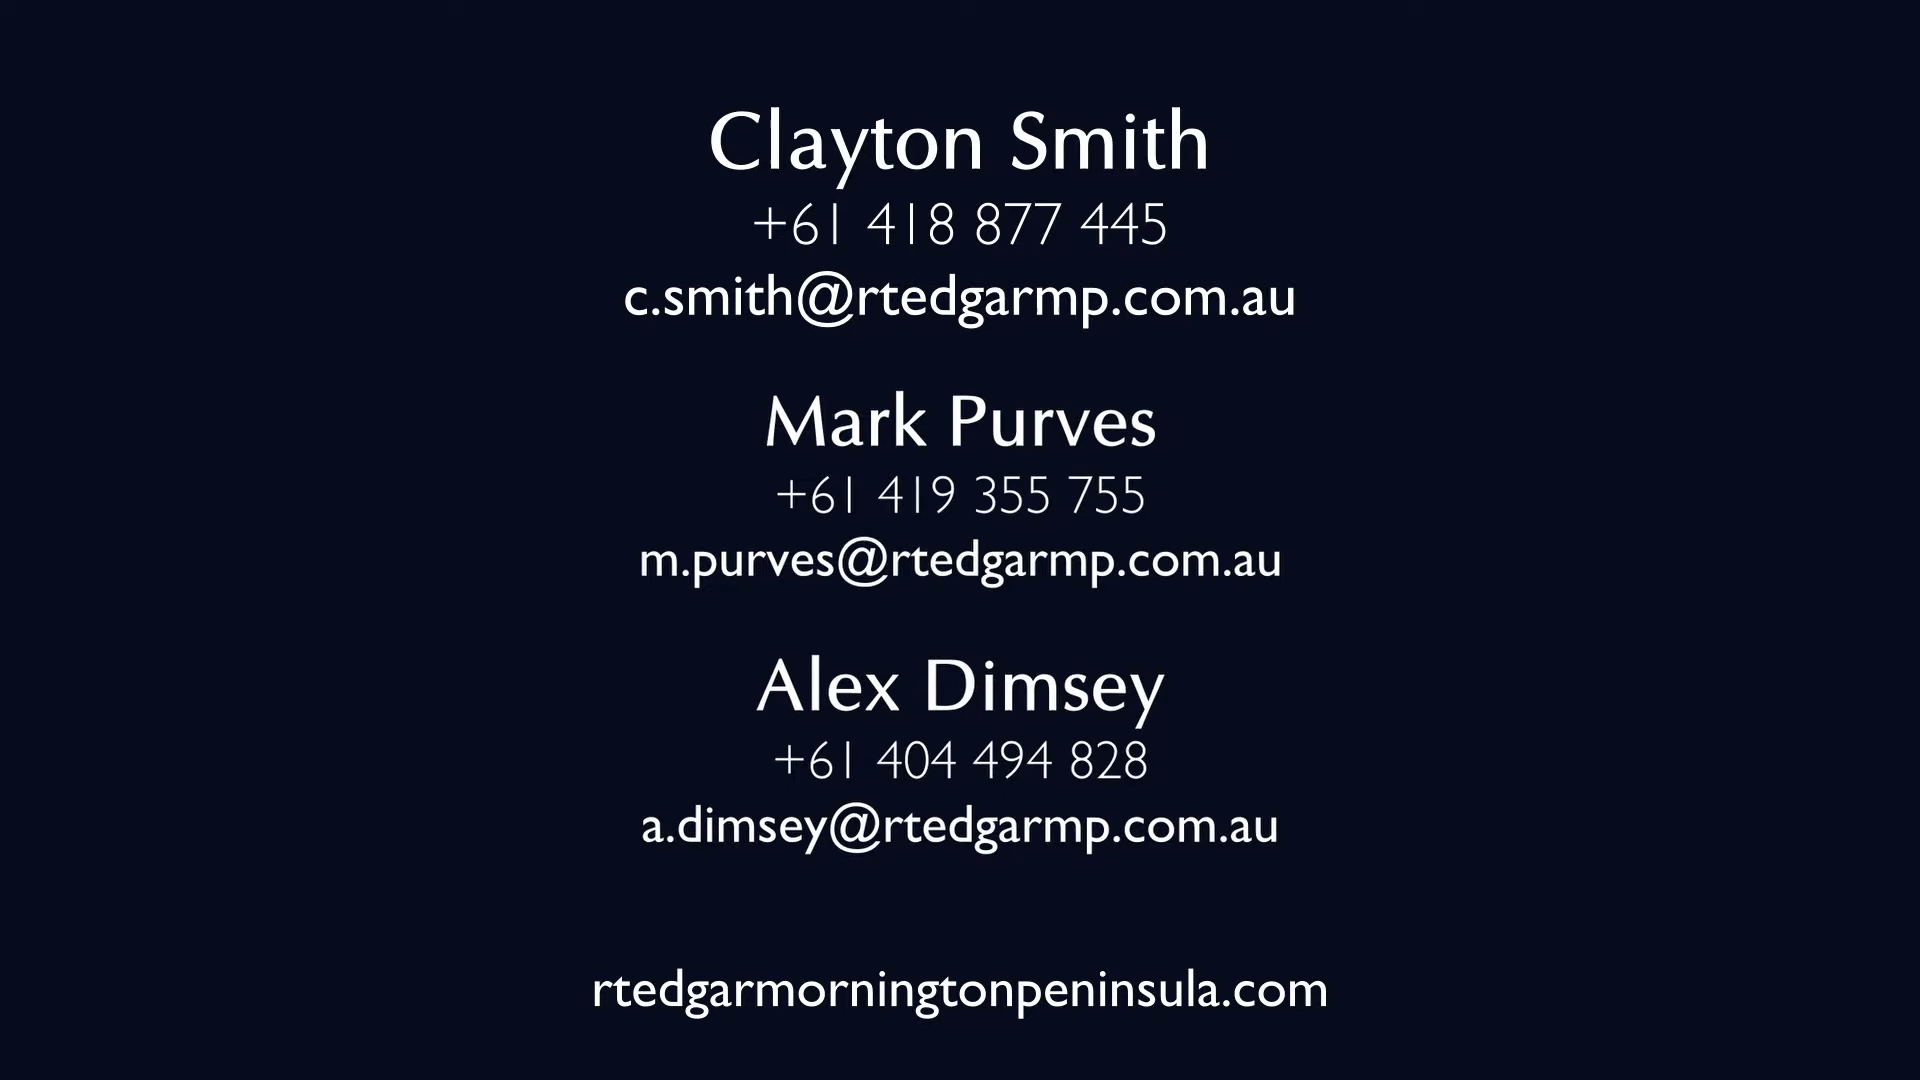 Clayton Smith
+61 418 877 445
c.smith@rtedgarmp.com.au
Mark Purves
+61 419 355 755
m.purves@rtedgarmp.com.au
Alex Dimsey
+61 404 494 828
a.dimsey@rtedgarmp.com.au
rtedgarmorningtonpeninsula.com